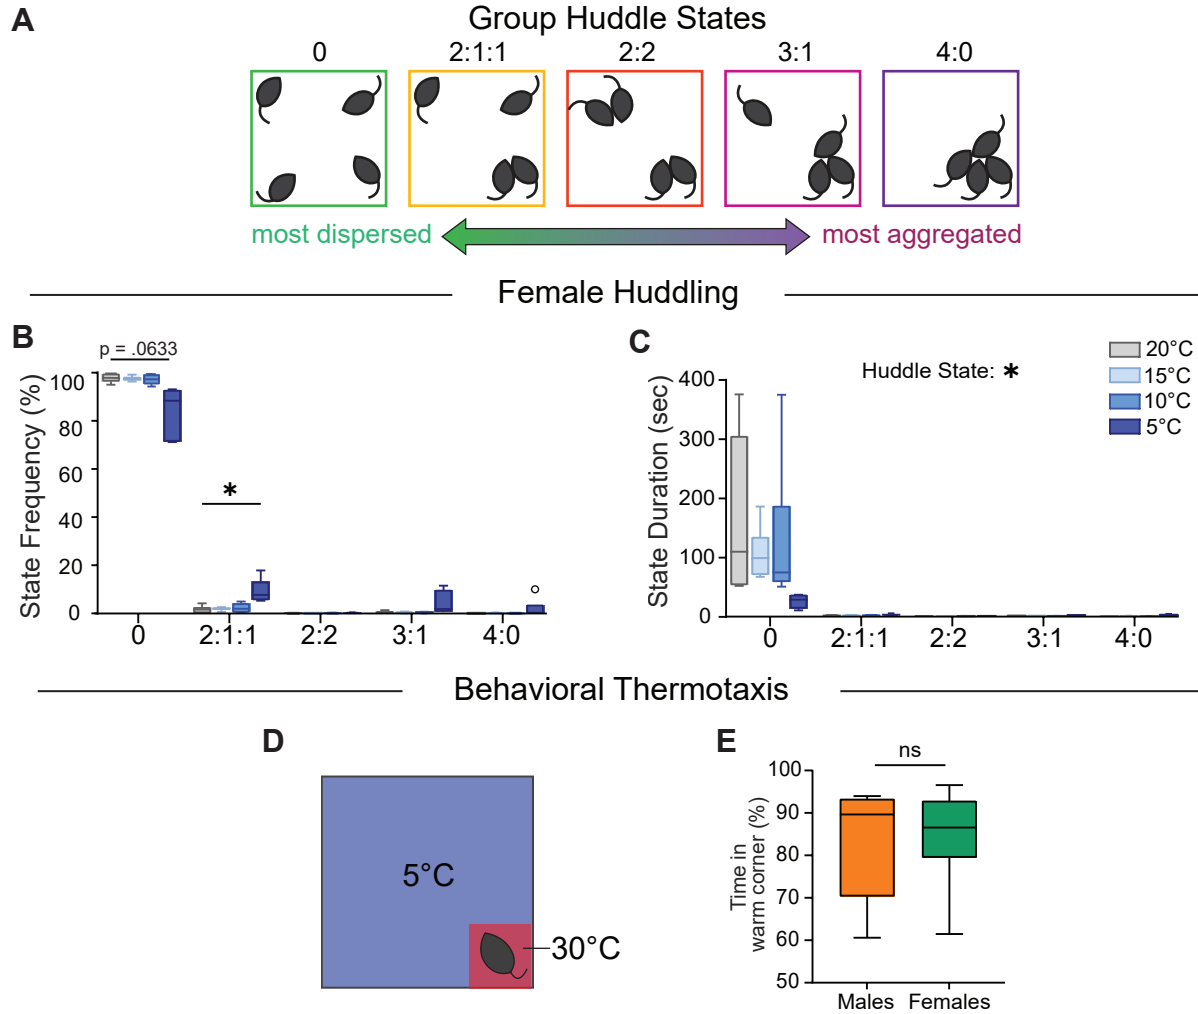 A
Group Huddle States
0 2:1:1 2:2 3:1 4:0
most dispersed most aggregated
Female Huddling
B
p = .0633
State Frequency (%)
100
80
60
40
20
0
*
0 2:1:1 2:2 3:1 4:0
C
Huddle State: *
20°C
15°C
10°C
5°C
State Duration (sec)
400
300
200
100
0
0 2:1:1 2:2 3:1 4:0
Behavioral Thermotaxis
D
5°C
30°C
E
ns
Time in
warm corner (%)
100
90
80
70
60
50
Males Females